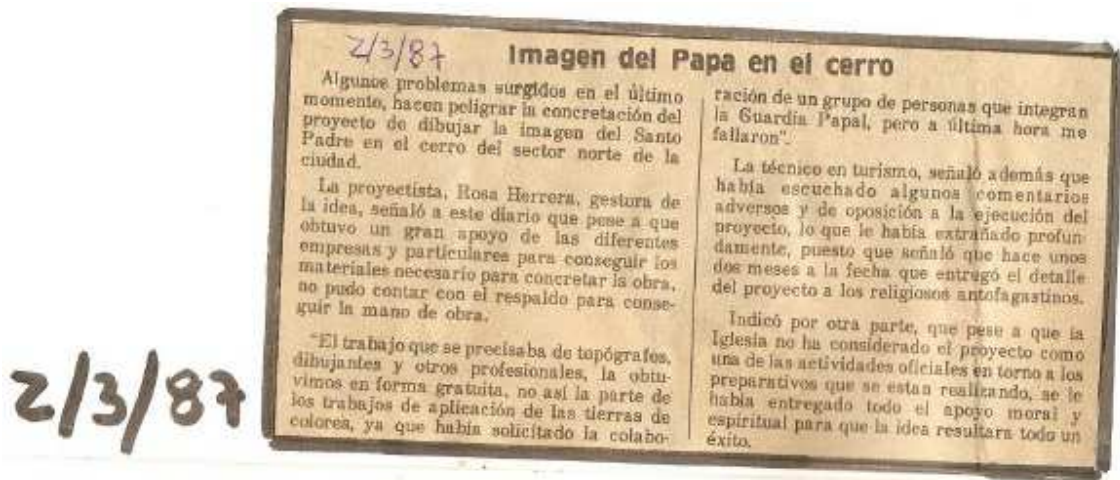 2/3/87
2/3/87
Imagen del Papa en el cerro
Algunos problemas surgidos en el último
momento, hacen peligrar la concretación del
proyecto de dibujar la imagen del Santo
Padre en el cerro del sector norte de la
ciudad.
La proyectista, Rosa Herrera, gestora de
la idea, señaló a este diario que pese a que
obtuvo un gran apoyo de las diferentes
empresas y particulares para conseguir los
materiales necesario para concretar la obra,
no pudo contar con el respaldo para conse-
guir la mano de obra.
"El trabajo que se precisaba de topógrafos,
dibujantes y otros profesionales, la obtu-
vimos en forma gratuita, no así la parte de
los trabajos de aplicación de las tierras de
colores, ya que había solicitado la colabo-
ración de un grupo de personas que integran
la Guardia Papal, pero a última hora me
fallaron".
La técnico en turismo, señaló además que
había escuchado algunos comentarios
adversos y de oposición a la ejecución del
proyecto, lo que le había extrañado profun-
damente, puesto que señaló que hace unos
dos meses a la fecha que entregó el detalle
del proyecto a los religiosos antofagastinos.
Indicó por otra parte, que pese a que la
Iglesia no ha considerado el proyecto como
una de las actividades oficiales en torno a los
preparativos que se estan realizando, se le
había entregado todo el apoyo moral y
espiritual para que la idea resultara todo un
éxito.